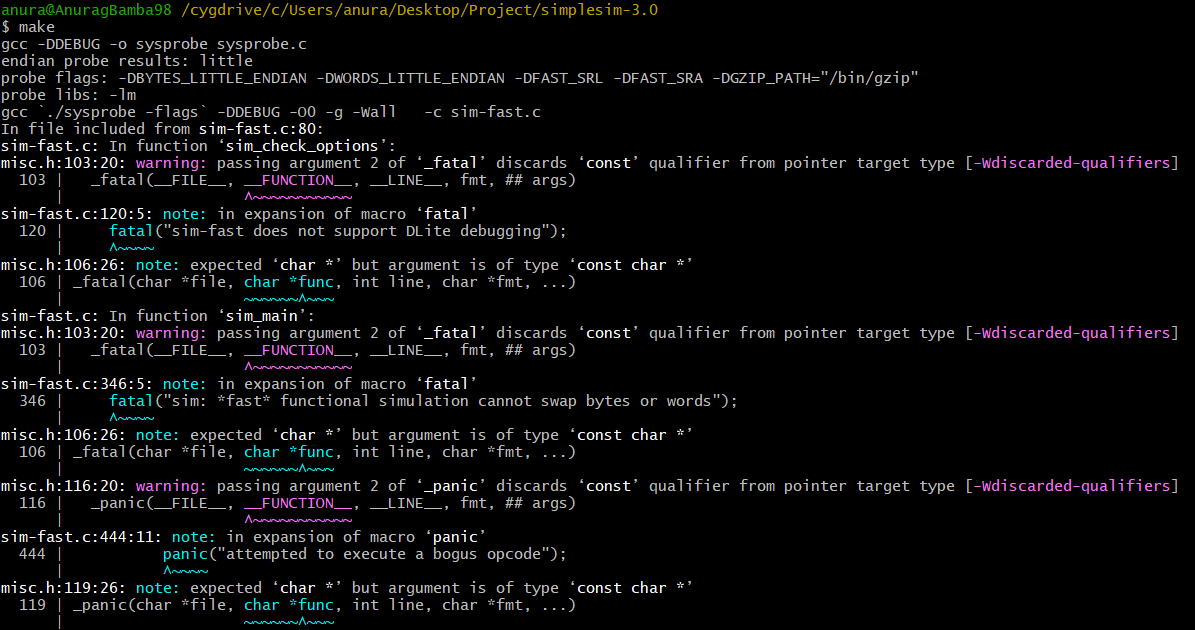 anura@AnuragBamba98 /cygdrive/c/Users/anura/Desktop/Project/simplesim-3.0
$ make
gcc -DDEBUG -o sysprobe sysprobe.c
endian probe results: little
probe flags: -DBYTES_LITTLE_ENDIAN -DWORDS_LITTLE_ENDIAN -DFAST_SRL -DFAST_SRA -DGZIP_PATH="/bin/gzip"
probe libs: -lm
gcc `./sysprobe -flags` -DDEBUG -O0 -g -Wall   -c sim-fast.c
In file included from sim-fast.c:80:
sim-fast.c: In function ‘sim_check_options’:
misc.h:103:20: warning: passing argument 2 of ‘_fatal’ discards ‘const’ qualifier from pointer target type [-Wdiscarded-qualifiers]
  103 |   _fatal(__FILE__, __FUNCTION__, __LINE__, fmt, ## args)
      |                    ^~~~~~~~~~~~
sim-fast.c:120:5: note: in expansion of macro ‘fatal’
  120 |     fatal("sim-fast does not support DLite debugging");
      |     ^~~~~
misc.h:106:26: note: expected ‘char *’ but argument is of type ‘const char *’
  106 | _fatal(char *file, char *func, int line, char *fmt, ...)
      |                    ~~~~~~^~~~
sim-fast.c: In function ‘sim_main’:
misc.h:103:20: warning: passing argument 2 of ‘_fatal’ discards ‘const’ qualifier from pointer target type [-Wdiscarded-qualifiers]
  103 |   _fatal(__FILE__, __FUNCTION__, __LINE__, fmt, ## args)
      |                    ^~~~~~~~~~~~
sim-fast.c:346:5: note: in expansion of macro ‘fatal’
  346 |     fatal("sim: *fast* functional simulation cannot swap bytes or words");
      |     ^~~~~
misc.h:106:26: note: expected ‘char *’ but argument is of type ‘const char *’
  106 | _fatal(char *file, char *func, int line, char *fmt, ...)
      |                    ~~~~~~^~~~
misc.h:116:20: warning: passing argument 2 of ‘_panic’ discards ‘const’ qualifier from pointer target type [-Wdiscarded-qualifiers]
  116 |   _panic(__FILE__, __FUNCTION__, __LINE__, fmt, ## args)
      |                    ^~~~~~~~~~~~
sim-fast.c:444:11: note: in expansion of macro ‘panic’
  444 |           panic("attempted to execute a bogus opcode");
      |           ^~~~~
misc.h:119:26: note: expected ‘char *’ but argument is of type ‘const char *’
  119 | _panic(char *file, char *func, int line, char *fmt, ...)
      |                    ~~~~~~^~~~